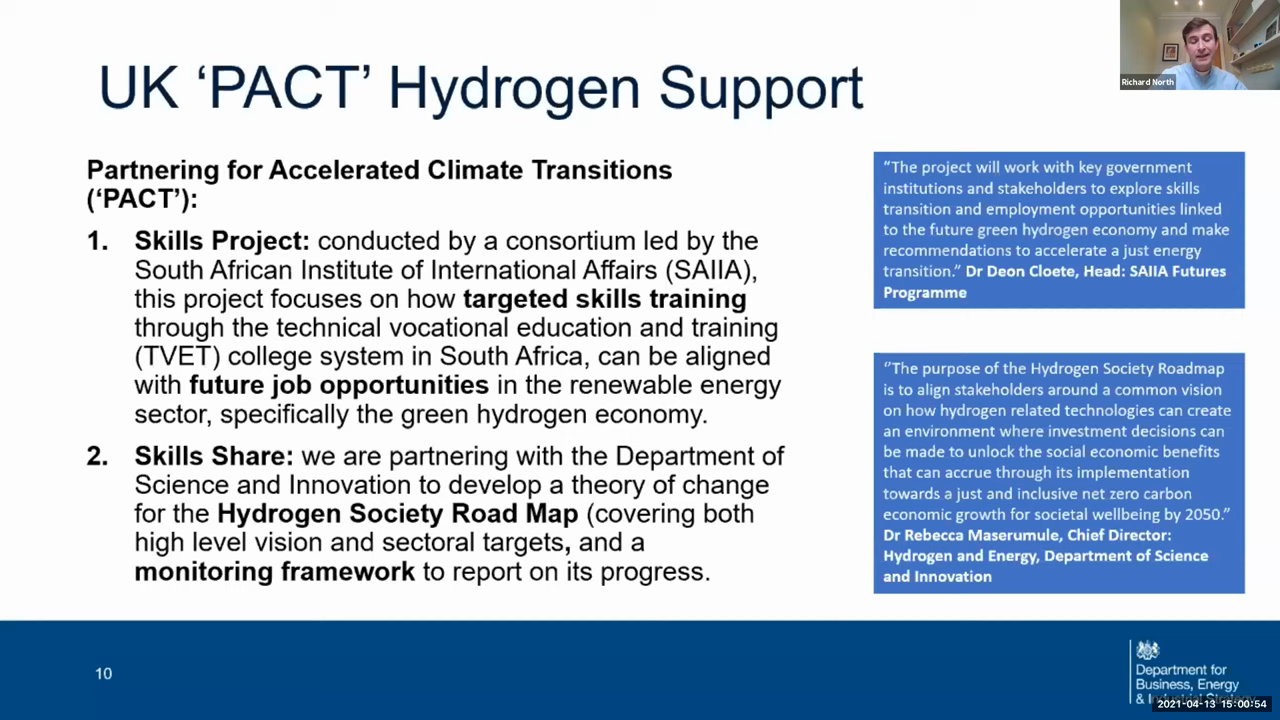 UK ‘PACT’ Hydrogen Support
Richard North
Partnering for Accelerated Climate Transitions
(‘PACT’):
1. Skills Project: conducted by a consortium led by the
South African Institute of International Affairs (SAIIA),
this project focuses on how targeted skills training
through the technical vocational education and training
(TVET) college system in South Africa, can be aligned
with future job opportunities in the renewable energy
sector, specifically the green hydrogen economy.
2. Skills Share: we are partnering with the Department of
Science and Innovation to develop a theory of change
for the Hydrogen Society Road Map (covering both
high level vision and sectoral targets, and a
monitoring framework to report on its progress.
“The project will work with key government
institutions and stakeholders to explore skills
transition and employment opportunities linked
to the future green hydrogen economy and make
recommendations to accelerate a just energy
transition.” Dr Deon Cloete, Head: SAIIA Futures
Programme
“The purpose of the Hydrogen Society Roadmap
is to align stakeholders around a common vision
on how hydrogen related technologies can create
an environment where investment decisions can
be made to unlock the social economic benefits
that can accrue through its implementation
towards a just and inclusive net zero carbon
economic growth for societal wellbeing by 2050.”
Dr Rebecca Maserumule, Chief Director:
Hydrogen and Energy, Department of Science
and Innovation
10
Department for
Business, Energy
&
2021-04-13 15:00:54